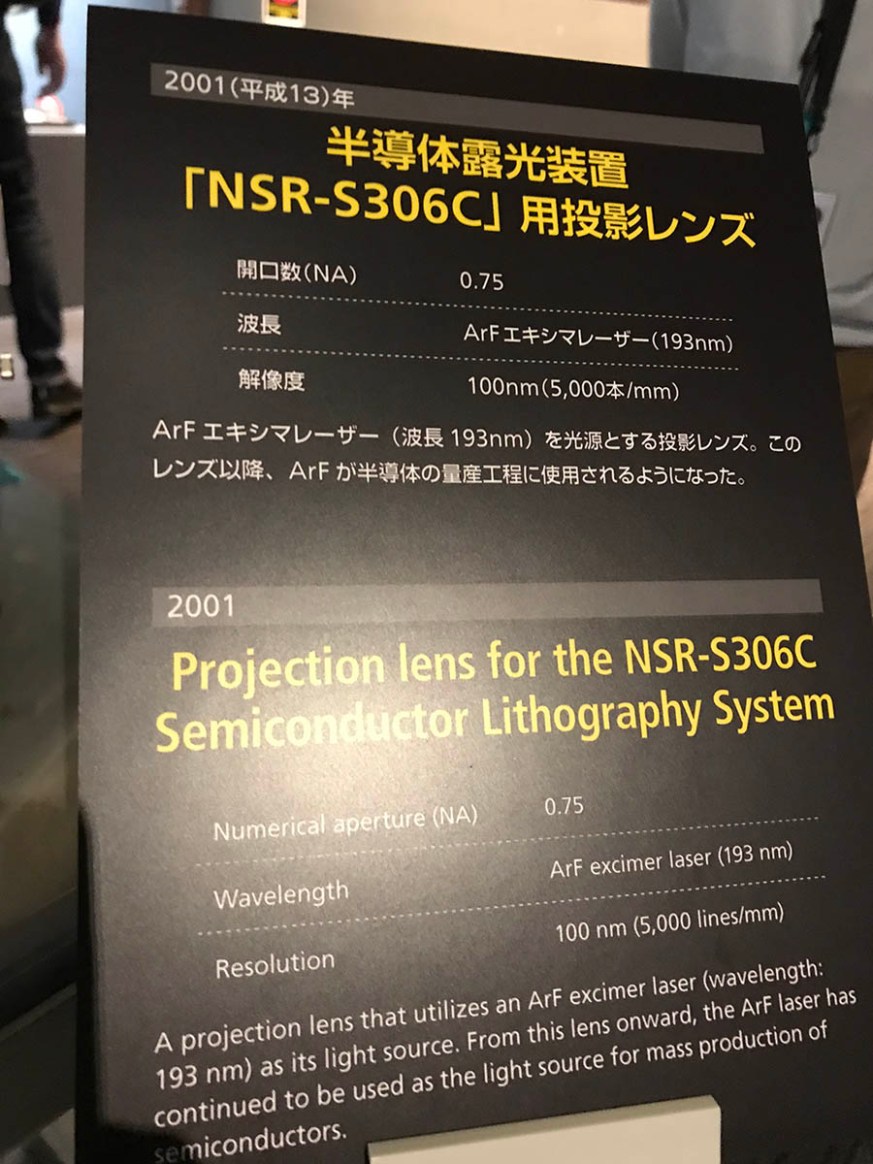 2001(平成13)年
半導体露光装置
「NSR-S306C」用投影レンズ
開口数(NA) 0.75
波長 ArFエキシマレーザー(193nm)
解像度 100nm(5,000本/mm)
ArF エキシマレーザー（波長 193nm）を光源とする投影レンズ。この
レンズ以降、ArF が半導体の量産工程に使用されるようになった。
2001
Projection lens for the NSR-S306C
Semiconductor Lithography System
Numerical aperture (NA) 0.75
Wavelength ArF excimer laser (193 nm)
Resolution 100 nm (5,000 lines/mm)
A projection lens that utilizes an ArF excimer laser (wavelength:
193 nm) as its light source. From this lens onward, the ArF laser has
continued to be used as the light source for mass production of
semiconductors.